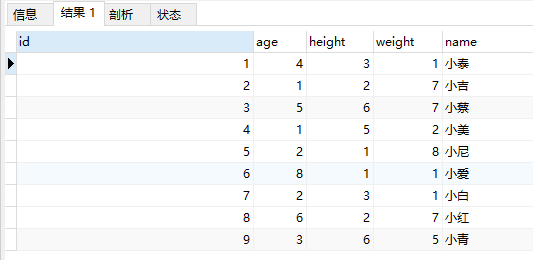 信息 结果 1 剖析 状态
id age height weight name
1 4 3 1 小泰
2 1 2 7 小吉
3 5 6 7 小蔡
4 1 5 2 小美
5 2 1 8 小尼
6 8 1 1 小爱
7 2 3 1 小白
8 6 2 7 小红
9 3 6 5 小青